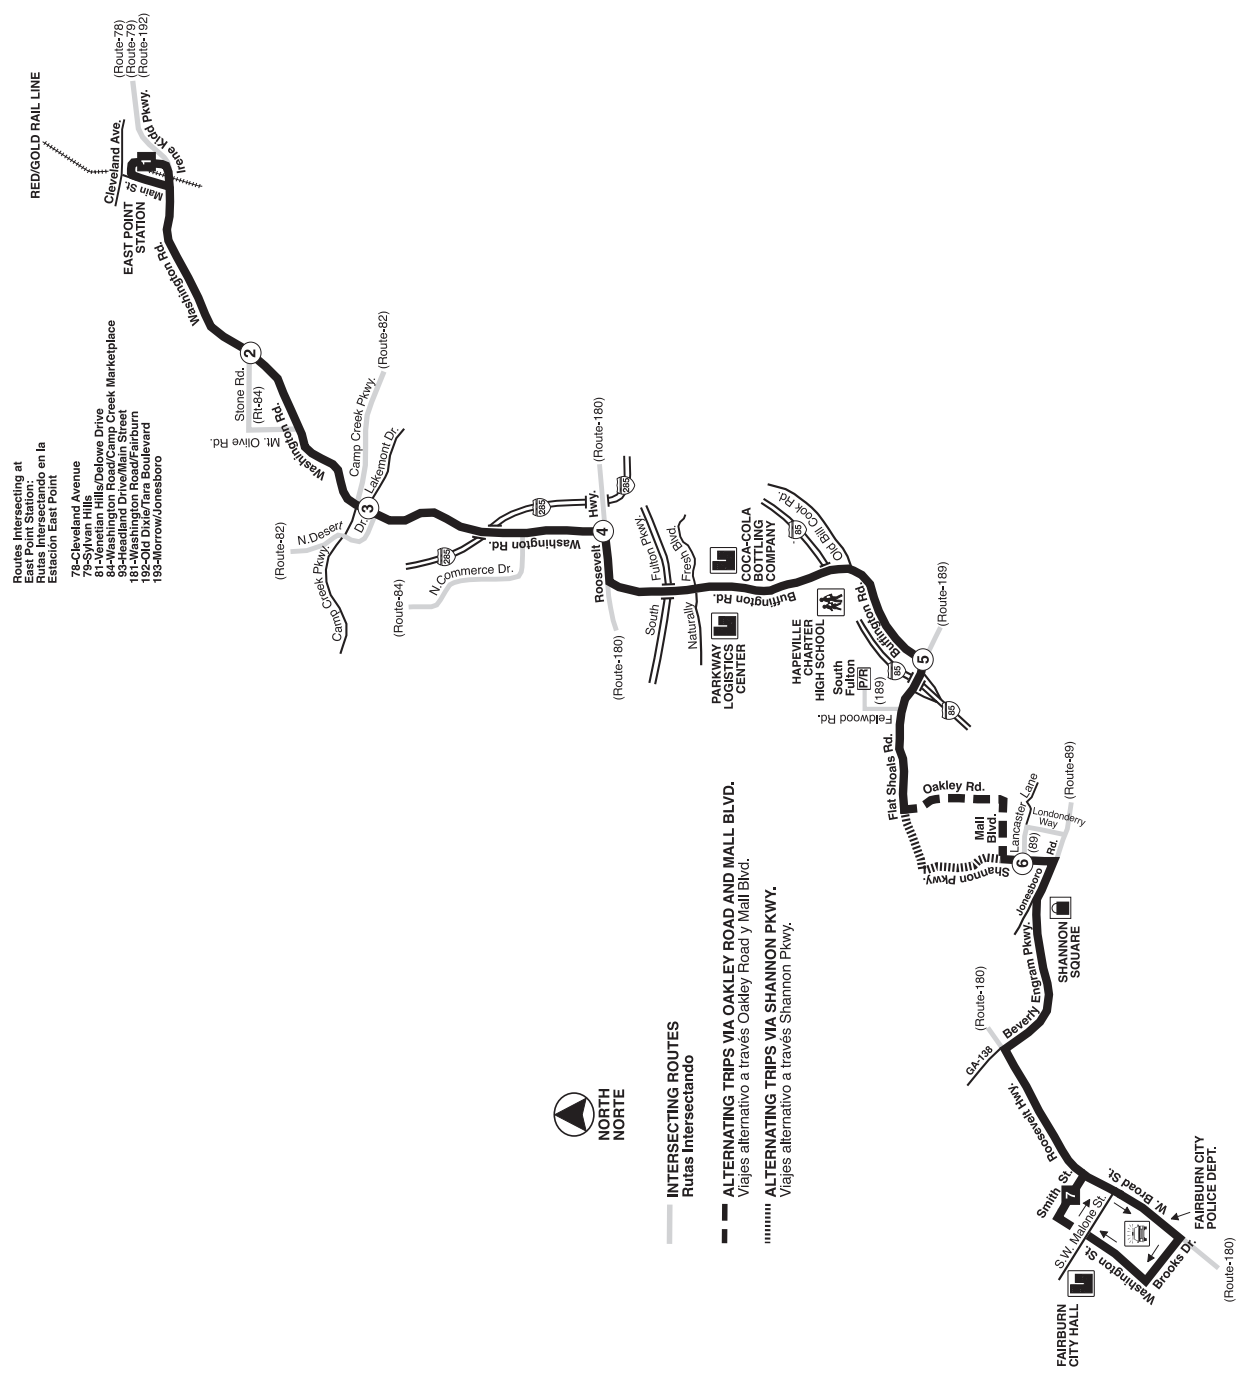 RED/GOLD RAIL LINE
(Route-78)
(Route-79)
(Route-192)
Cleveland Ave.
Irene Kidd Pkwy.
Main St.
1
EAST POINT
STATION
Washington Rd.
Routes Intersecting at
East Point Station:
Rutas Intersectando en la
Estación East Point
78-Cleveland Avenue
79-Sylvan Hills
81-Venetian Hills/Delowe Drive
84-Washington Road/Camp Creek Marketplace
93-Headland Drive/Main Street
181-Washington Road/Fairburn
192-Old Dixie/Tara Boulevard
193-Morrow/Jonesboro
2
Stone Rd.
(Rt-84)
Mt. Olive Rd.
Washington Rd.
Washington Rd.
Camp Creek Pkwy.
(Route-82)
Lakemont Dr.
3
N.Desert
Dr.
(Route-82)
Camp Creek Pkwy.
285
285
285
Washington Rd.
N.Commerce Dr.
(Route-84)
(Route-180)
Roosevelt
Hwy.
4
(Route-180)
South
Fulton Pkwy.
Naturally
Fresh Blvd.
Buffington Rd.
PARKWAY
LOGISTICS
CENTER
COCA-COLA
BOTTLING
COMPANY
85
Old Bill Cook Rd.
HAPEVILLE
CHARTER
HIGH SCHOOL
Buffington Rd.
South
Fulton
P/R
(189)
85
5
(Route-189)
85
Feldwood Rd.
Flat Shoals Rd.
Oakley Rd.
Mall
Blvd.
Shannon
Pkwy.
6
Lancaster Lane
(89)
Londonderry
Way
(Route-89)
Jonesboro
Rd.
SHANNON
SQUARE
Beverly Engram Pkwy.
(Route-180)
GA-138
Roosevelt Hwy.
Smith St.
7
W. Broad St.
S.W. Malone St.
Washington St.
Brooks Dr.
FAIRBURN CITY
POLICE DEPT.
(Route-180)
FAIRBURN
CITY HALL
NORTH
NORTE
INTERSECTING ROUTES
Rutas Intersectando
ALTERNATING TRIPS VIA OAKLEY ROAD AND MALL BLVD.
Viajes alternativo a través Oakley Road y Mall Blvd.
ALTERNATING TRIPS VIA SHANNON PKWY.
Viajes alternativo a través Shannon Pkwy.